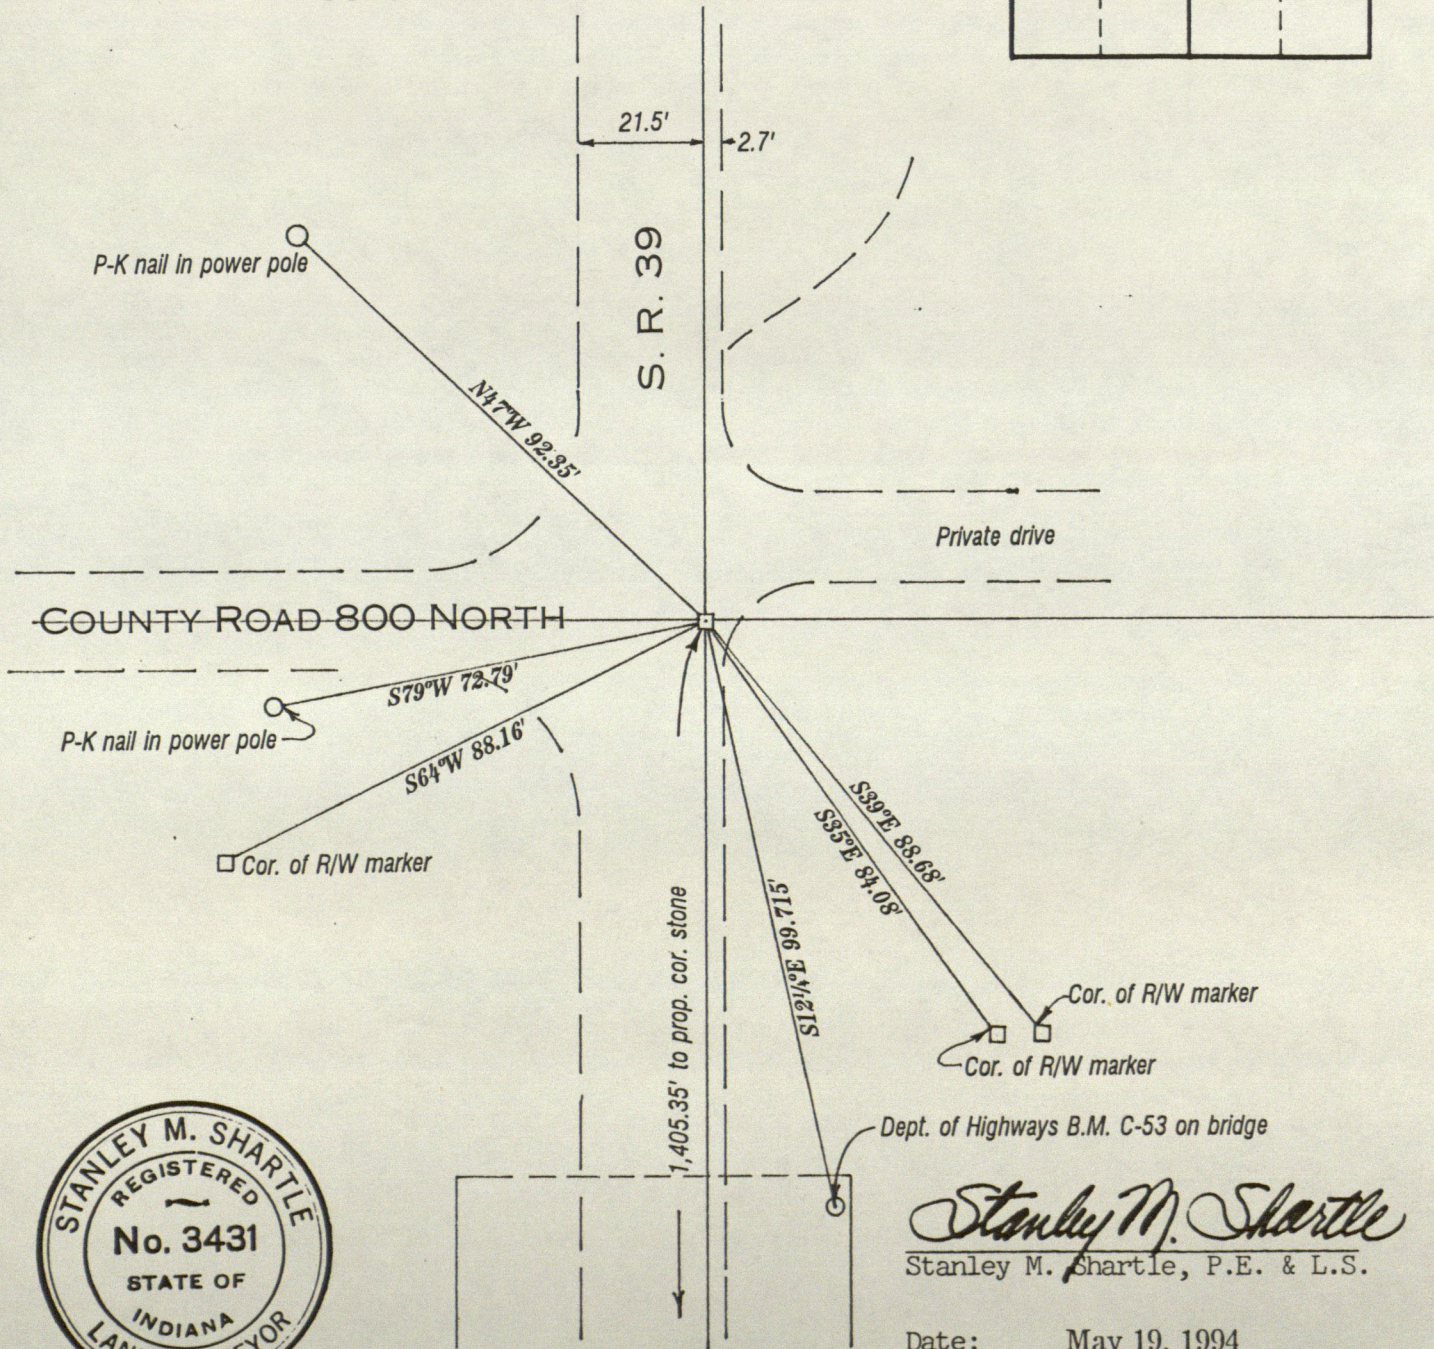 21.5'
2.7'
P-K nail in power pole
S. R. 39
N47°W 92.35'
Private drive
COUNTY ROAD 800 NORTH
S79°W 72.79'
P-K nail in power pole
S64°W 88.16'
Cor. of R/W marker
S39°E 88.68'
S35°E 84.08'
S12¼°E 99.715'
1,405.35' to prop. cor. stone
Cor. of R/W marker
Cor. of R/W marker
Dept. of Highways B.M. C-53 on bridge
STANLEY M. SHARTLE
REGISTERED
No. 3431
STATE OF
INDIANA
Stanley M. Shartle
Stanley M. Shartle, P.E. & L.S.
Date: May 19, 1994